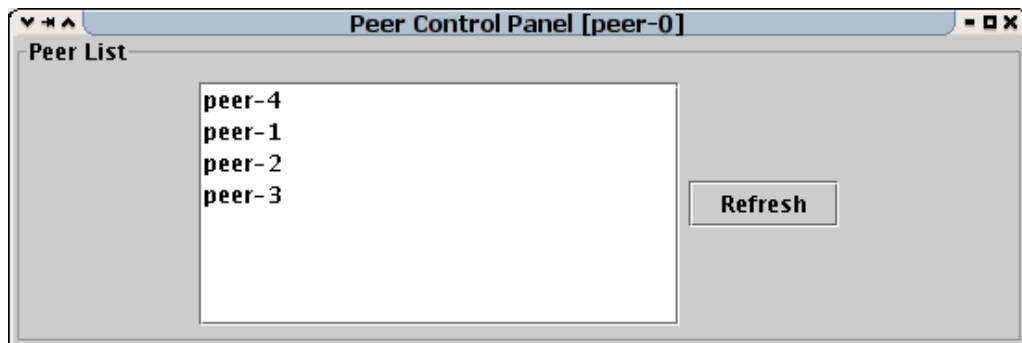 Peer Control Panel [peer-0]
Peer List
peer-4
peer-1
peer-2
peer-3
Refresh